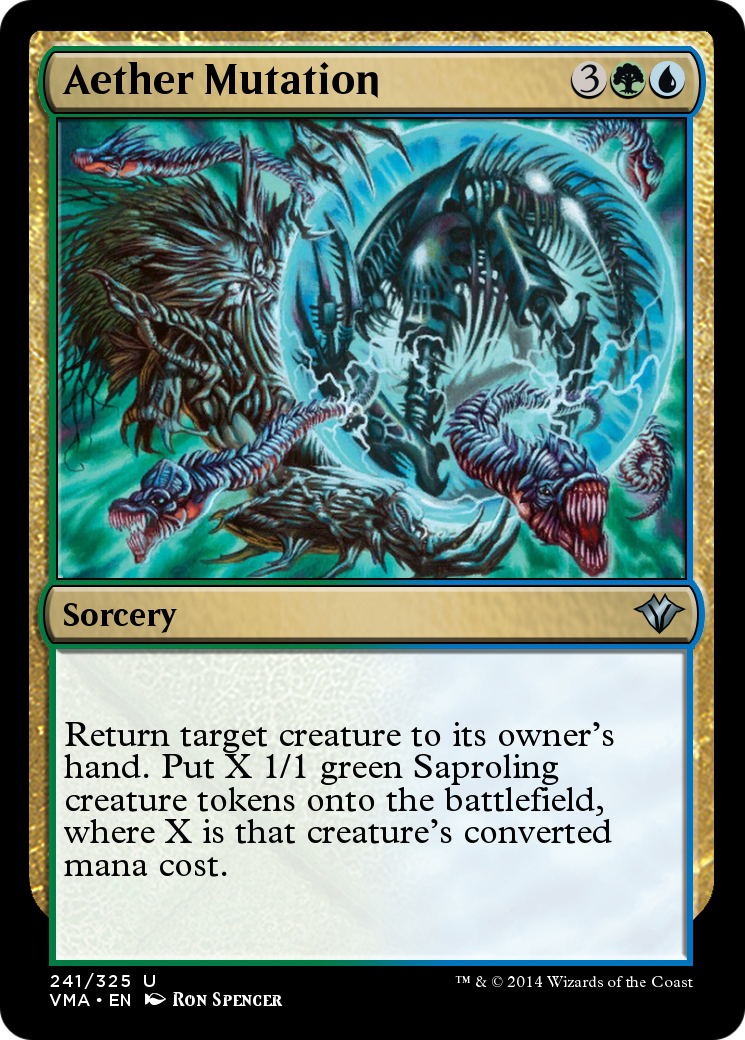 Aether Mutation 3
Sorcery
Return target creature to its owner's
hand. Put X 1/1 green Saproling
creature tokens onto the battlefield,
where X is that creature's converted
mana cost.
241/325 U
VMA • EN Ron Spencer
™ & © 2014 Wizards of the Coast